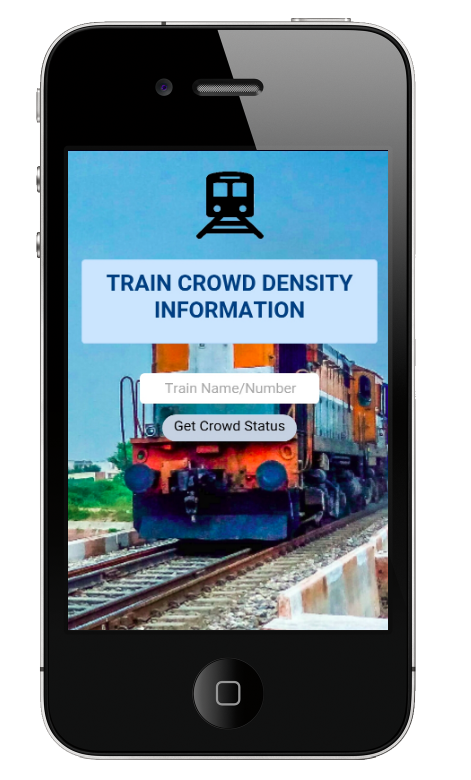 TRAIN CROWD DENSITY
INFORMATION
Train Name/Number
Get Crowd Status